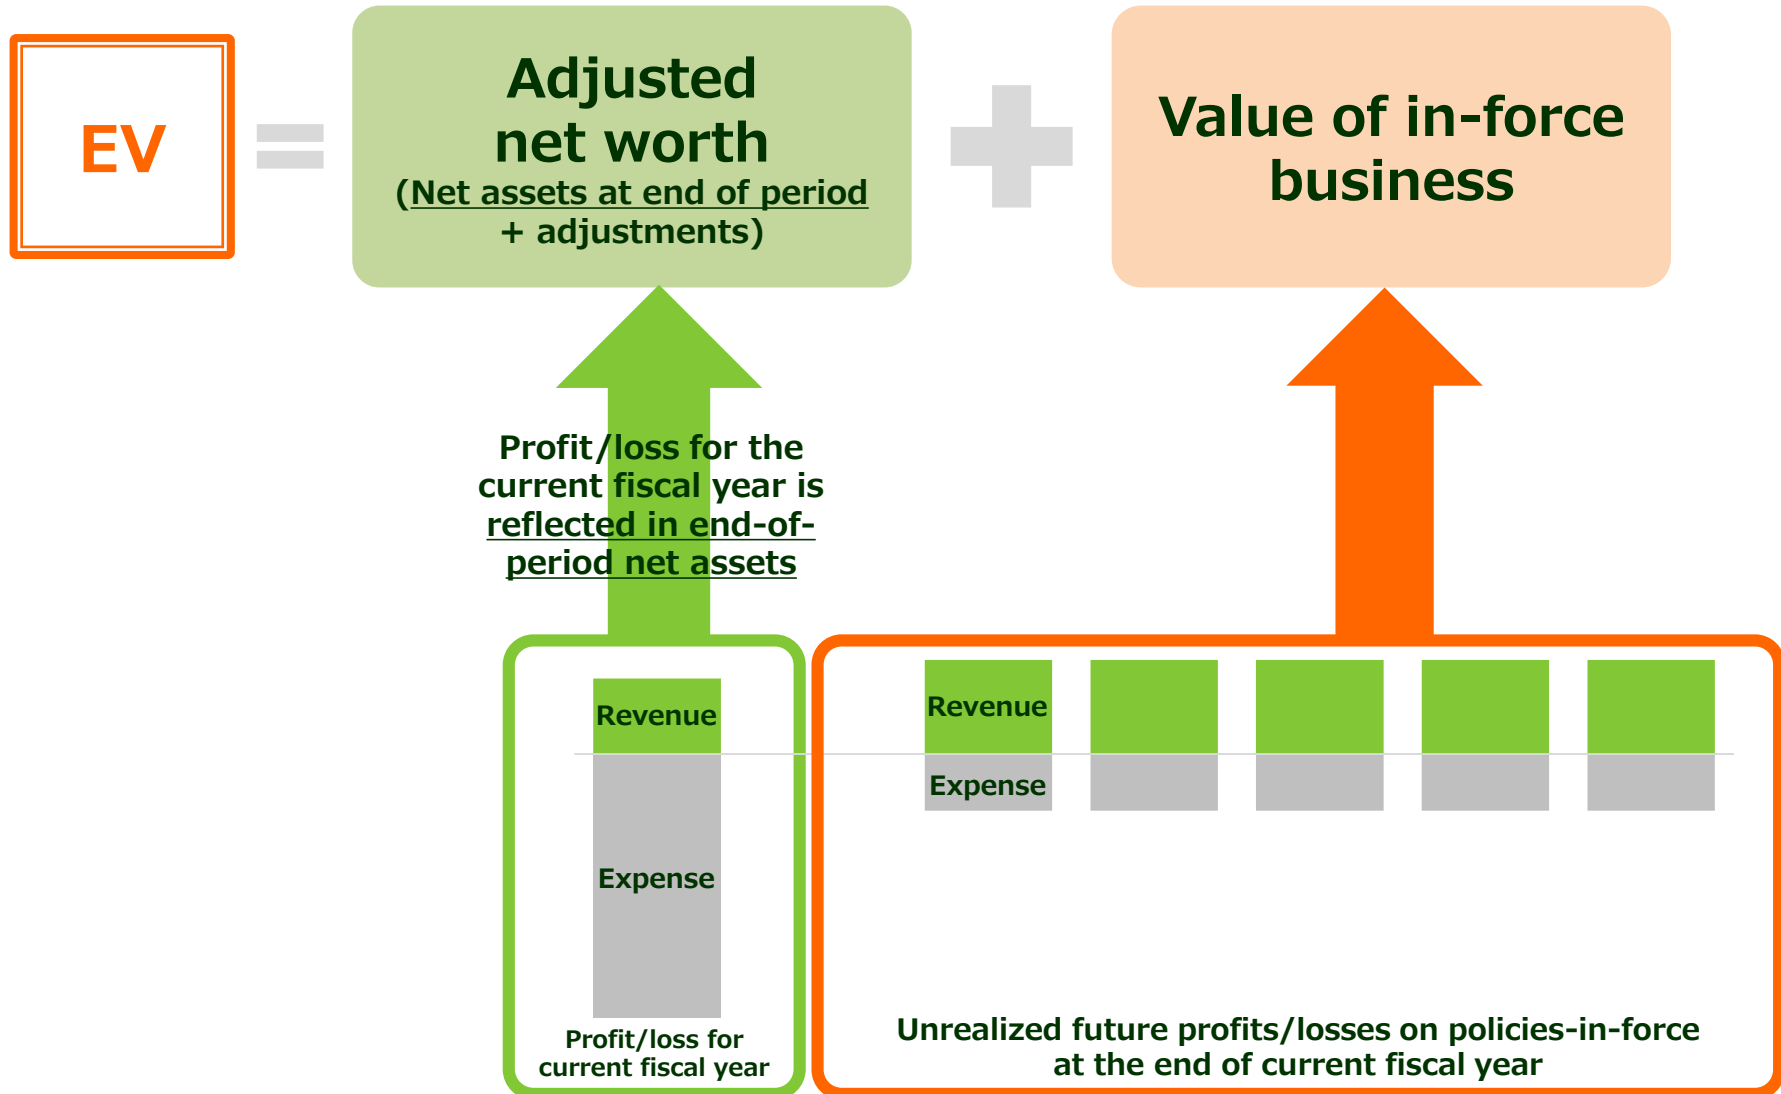 EV
=
Adjusted
net worth
(Net assets at end of period
+ adjustments)
+
Value of in-force
business
Profit/loss for the
current fiscal year is
reflected in end-of-
period net assets
Revenue
Expense
Profit/loss for
current fiscal year
Revenue
Expense
Unrealized future profits/losses on policies-in-force
at the end of current fiscal year